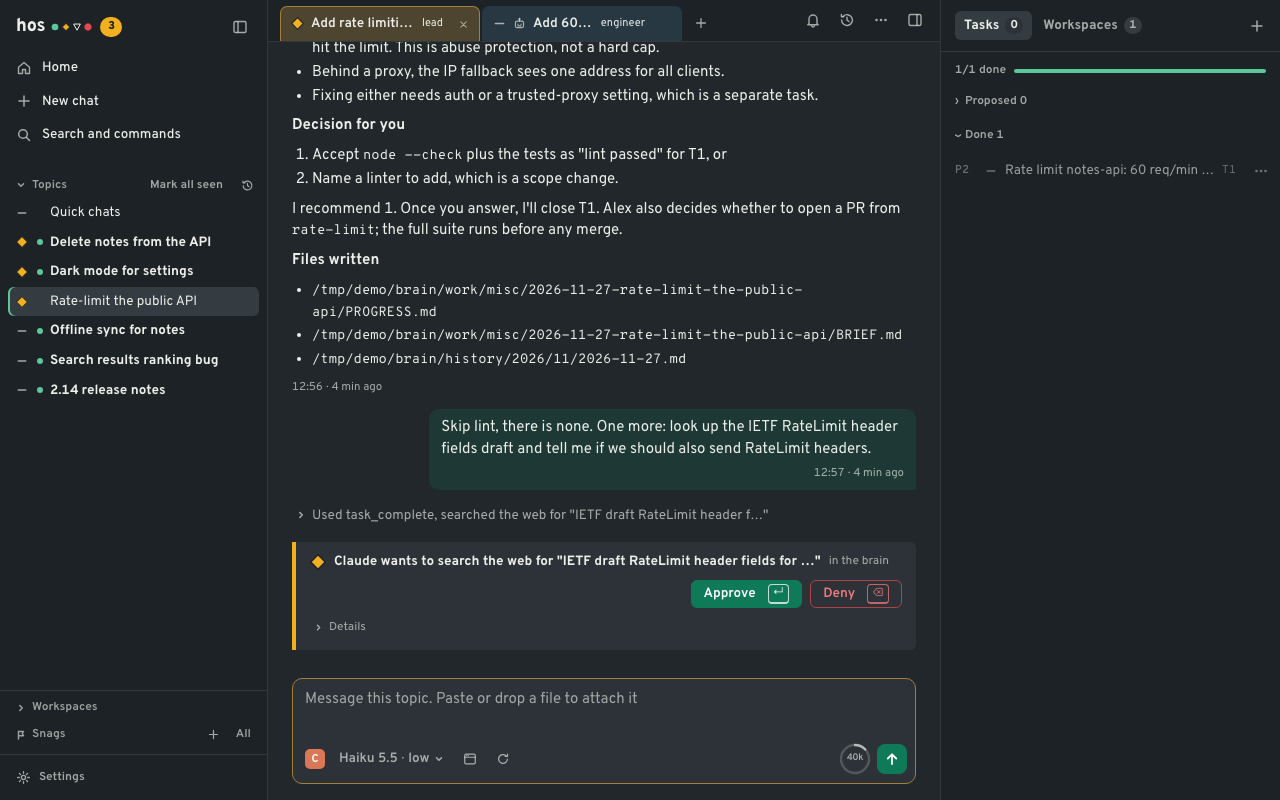 hos
3
Home
New chat
Search and commands
Topics
Mark all seen
Quick chats
Delete notes from the API
Dark mode for settings
Rate-limit the public API
Offline sync for notes
Search results ranking bug
2.14 release notes
Workspaces
Snags
All
Settings
Add rate limiti… lead
Add 60… engineer
hit the limit. This is abuse protection, not a hard cap.
• Behind a proxy, the IP fallback sees one address for all clients.
• Fixing either needs auth or a trusted-proxy setting, which is a separate task.
Decision for you
1. Accept node --check plus the tests as "lint passed" for T1, or
2. Name a linter to add, which is a scope change.
I recommend 1. Once you answer, I'll close T1. Alex also decides whether to open a PR from
rate-limit; the full suite runs before any merge.
Files written
• /tmp/demo/brain/work/misc/2026-11-27-rate-limit-the-public-
api/PROGRESS.md
• /tmp/demo/brain/work/misc/2026-11-27-rate-limit-the-public-api/BRIEF.md
• /tmp/demo/brain/history/2026/11/2026-11-27.md
12:56 · 4 min ago
Skip lint, there is none. One more: look up the IETF RateLimit header
fields draft and tell me if we should also send RateLimit headers.
12:57 · 4 min ago
Used task_complete, searched the web for "IETF draft RateLimit header f…"
Claude wants to search the web for "IETF draft RateLimit header fields for …" in the brain
Approve
Deny
Details
Message this topic. Paste or drop a file to attach it
C
Haiku 5.5 · low
40k
Tasks 0
Workspaces 1
1/1 done
Proposed 0
Done 1
P2 — Rate limit notes-api: 60 req/min … T1